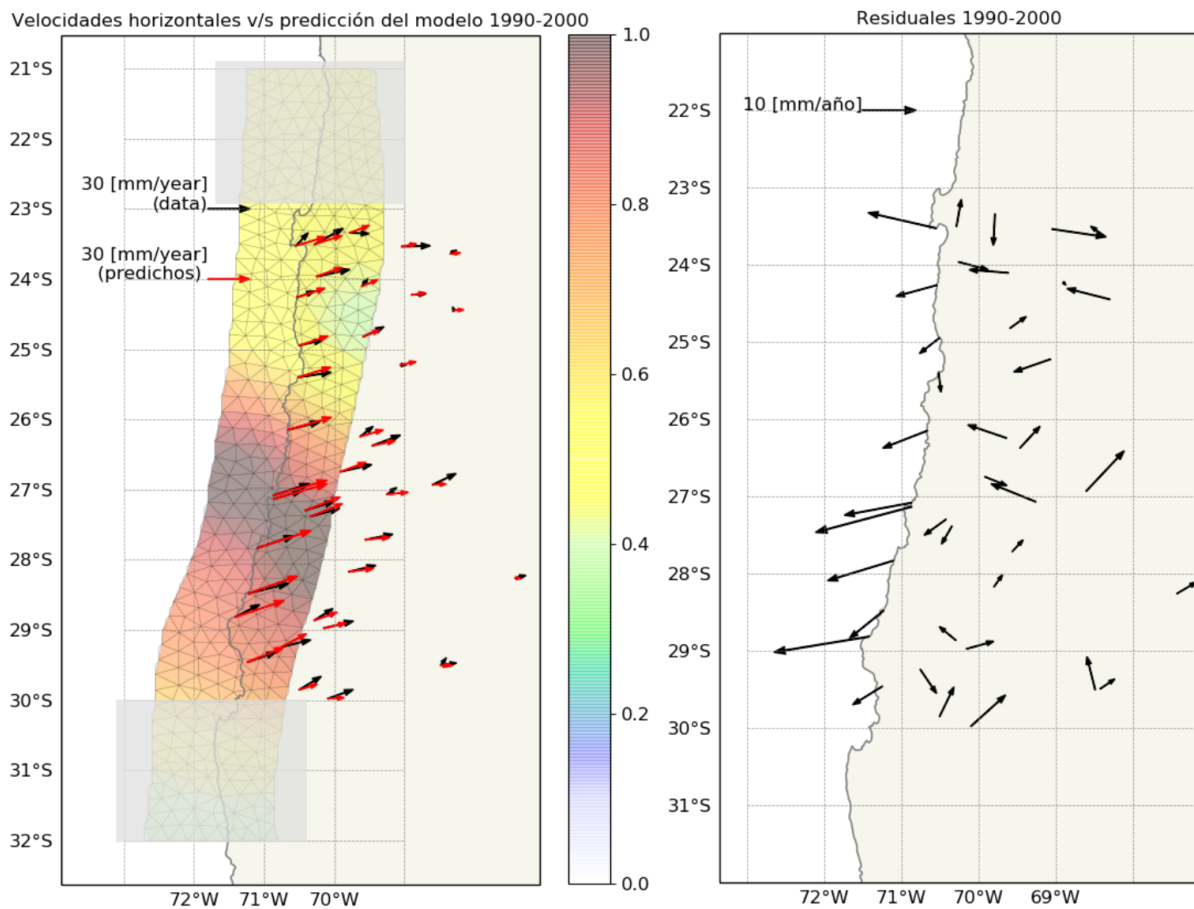 Velocidades horizontales v/s predicción del modelo 1990-2000
21°S
22°S
23°S
24°S
25°S
26°S
27°S
28°S
29°S
30°S
31°S
32°S
30 [mm/year]
(data)
30 [mm/year]
(predichos)
72°W 71°W 70°W
1.0
0.8
0.6
0.4
0.2
0.0
Residuales 1990-2000
10 [mm/año]
22°S
23°S
24°S
25°S
26°S
27°S
28°S
29°S
30°S
31°S
72°W 71°W 70°W 69°W